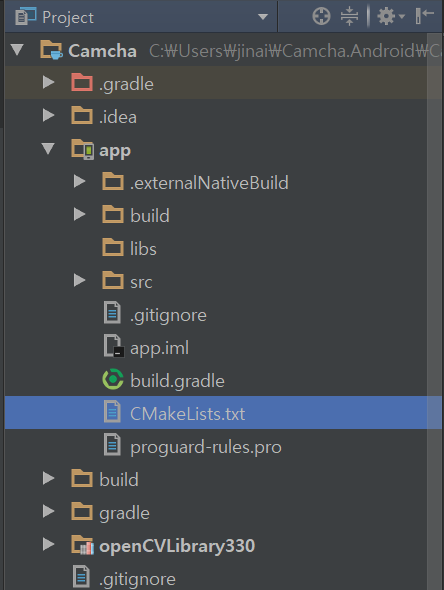 Project
Camcha C:₩Users₩jinai₩Camcha.Android₩C
.gradle
.idea
app
.externalNativeBuild
build
libs
src
.gitignore
app.iml
build.gradle
CMakeLists.txt
proguard-rules.pro
build
gradle
openCVLibrary330
.gitignore